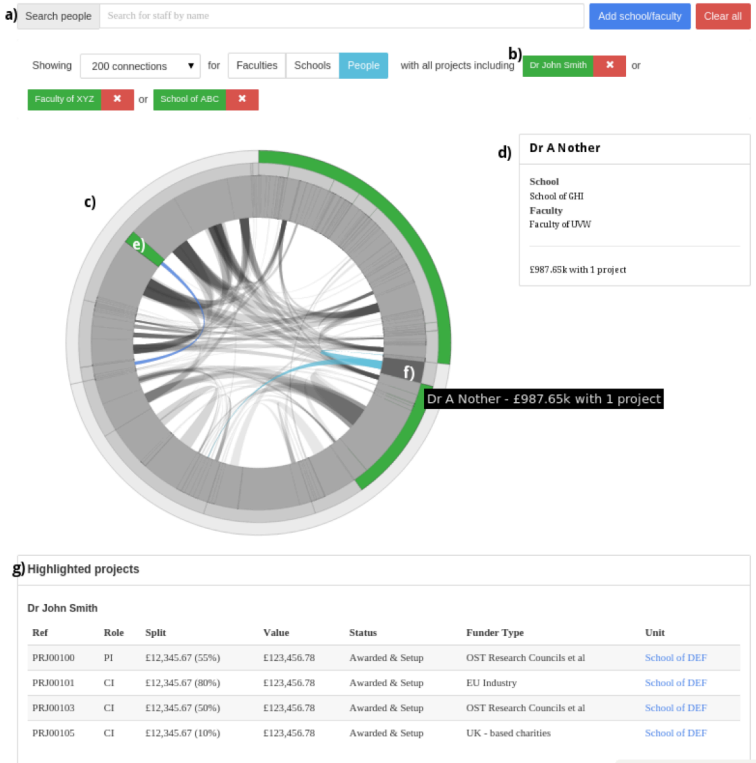 a) Search people Search for staff by name Add school/faculty Clear all
Showing 200 connections ▼ for Faculties Schools People with all projects including b) Dr John Smith ✖ or
Faculty of XYZ ✖ or School of ABC ✖
d) Dr A Nother
School
School of GHI
Faculty
Faculty of UVW
£987.65k with 1 project
c)
e)
f)
Dr A Nother - £987.65k with 1 project
g) Highlighted projects
Dr John Smith
Ref Role Split Value Status Funder Type Unit
PRJ00100 PI £12,345.67 (55%) £123,456.78 Awarded & Setup OST Research Councils et al School of DEF
PRJ00101 CI £12,345.67 (80%) £123,456.78 Awarded & Setup EU Industry School of DEF
PRJ00103 CI £12,345.67 (50%) £123,456.78 Awarded & Setup OST Research Councils et al School of DEF
PRJ00105 CI £12,345.67 (10%) £123,456.78 Awarded & Setup UK - based charities School of DEF